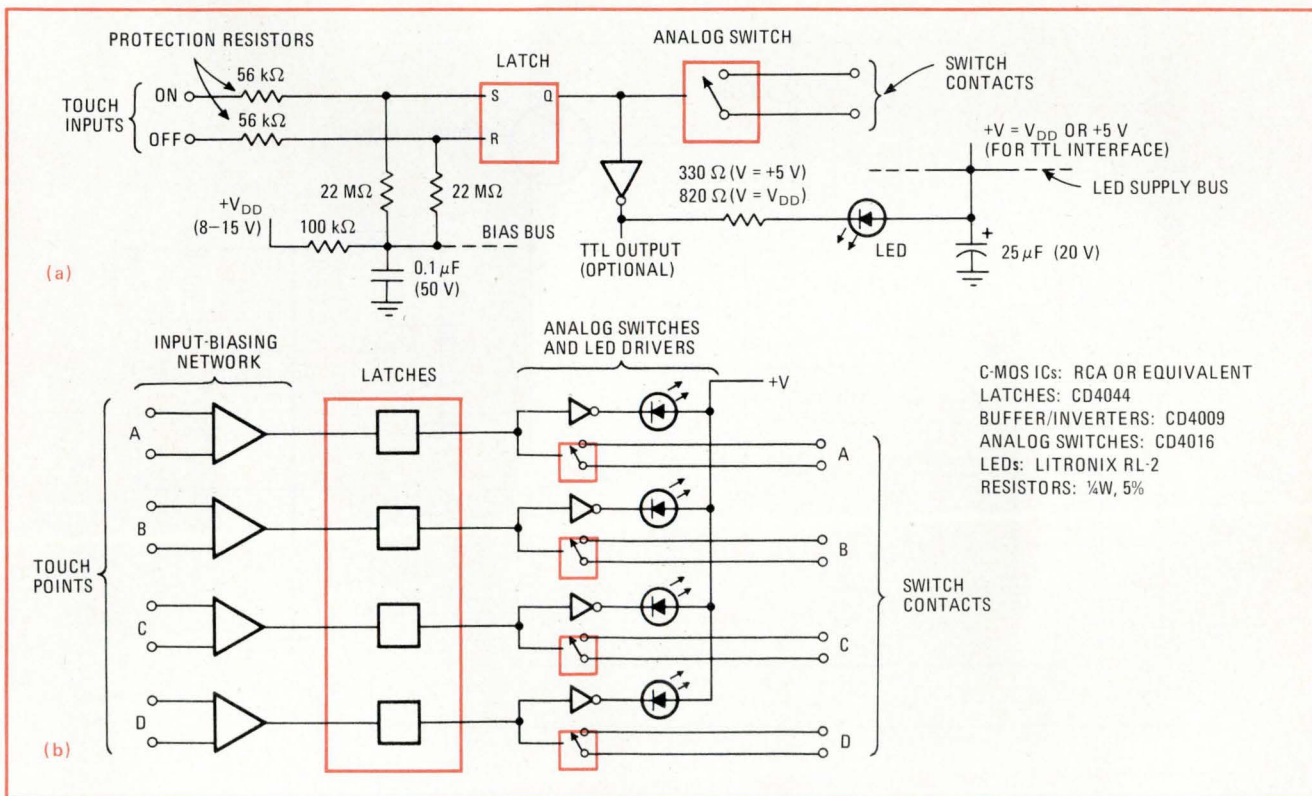 PROTECTION RESISTORS
TOUCH INPUTS
ON
56 kΩ
OFF
56 kΩ
22 MΩ
22 MΩ
+VDD
(8–15 V)
100 kΩ
BIAS BUS
0.1 µF
(50 V)
LATCH
S
Q
R
ANALOG SWITCH
SWITCH
CONTACTS
330 Ω (V = +5 V)
820 Ω (V = VDD)
TTL OUTPUT
(OPTIONAL)
LED
+V = VDD OR +5 V
(FOR TTL INTERFACE)
LED SUPPLY BUS
+
25 µF (20 V)
(a)
INPUT-BIASING
NETWORK
LATCHES
ANALOG SWITCHES
AND LED DRIVERS
+V
TOUCH
POINTS
A
B
C
D
A
B
C
D
SWITCH
CONTACTS
C-MOS ICs: RCA OR EQUIVALENT
LATCHES: CD4044
BUFFER/INVERTERS: CD4009
ANALOG SWITCHES: CD4016
LEDs: LITRONIX RL-2
RESISTORS: ¼W, 5%
(b)